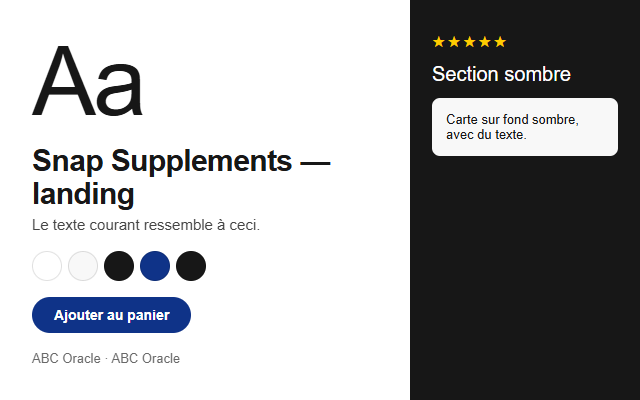 Aa
Snap Supplements —
landing
Le texte courant ressemble à ceci.
Ajouter au panier
ABC Oracle · ABC Oracle
Section sombre
Carte sur fond sombre,
avec du texte.